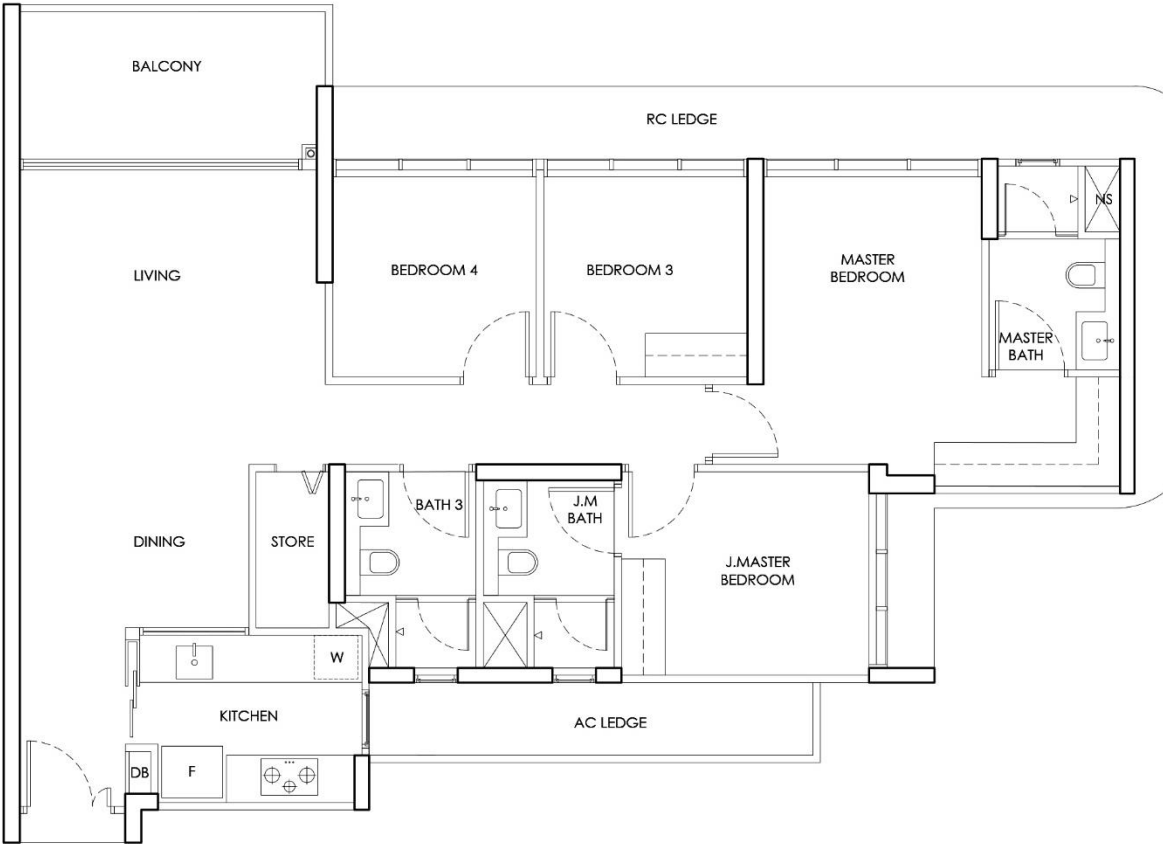 BALCONY
RC LEDGE
NS
LIVING
BEDROOM 4
BEDROOM 3
MASTER
BEDROOM
MASTER
BATH
BATH 3
J.M
BATH
DINING
STORE
J.MASTER
BEDROOM
W
KITCHEN
AC LEDGE
DB
F